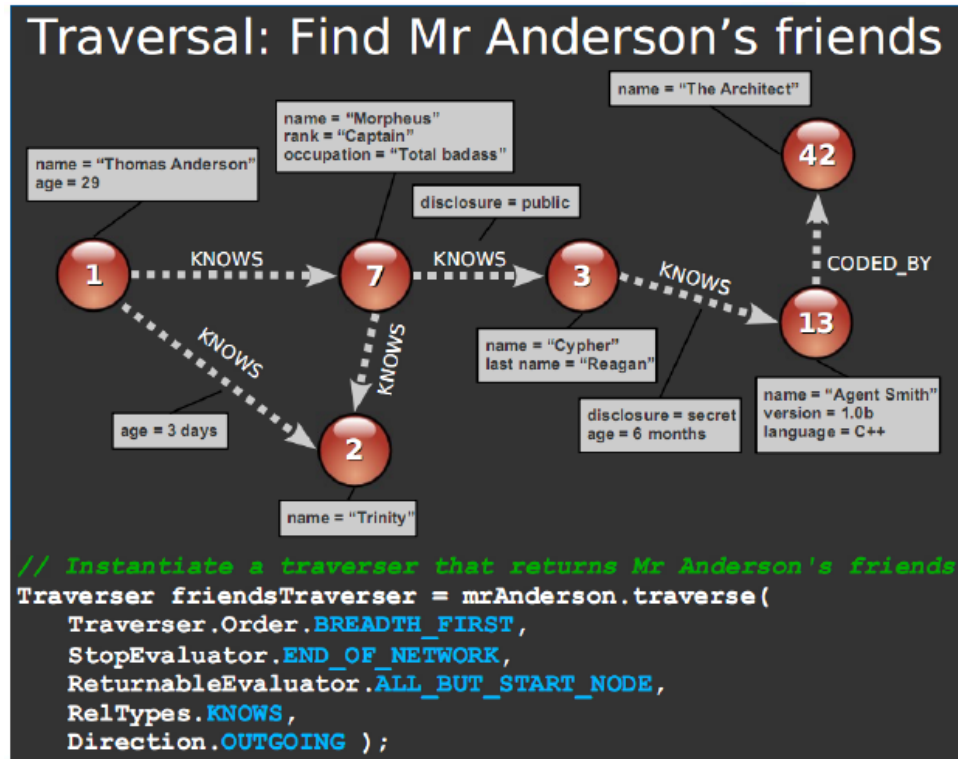 Traversal: Find Mr Anderson's friends
name = “The Architect”
name = “Morpheus”
rank = “Captain”
occupation = “Total badass”
name = “Thomas Anderson”
age = 29
disclosure = public
42
KNOWS
KNOWS
KNOWS
CODED_BY
1
7
3
13
KNOWS
KNOWS
name = “Cypher”
last name = “Reagan”
name = “Agent Smith”
version = 1.0b
language = C++
disclosure = secret
age = 6 months
age = 3 days
2
name = “Trinity”
// Instantiate a traverser that returns Mr Anderson's friends
Traverser friendsTraverser = mrAnderson.traverse(
Traverser.Order.BREADTH_FIRST,
StopEvaluator.END_OF_NETWORK,
ReturnableEvaluator.ALL_BUT_START_NODE,
RelTypes.KNOWS,
Direction.OUTGOING );